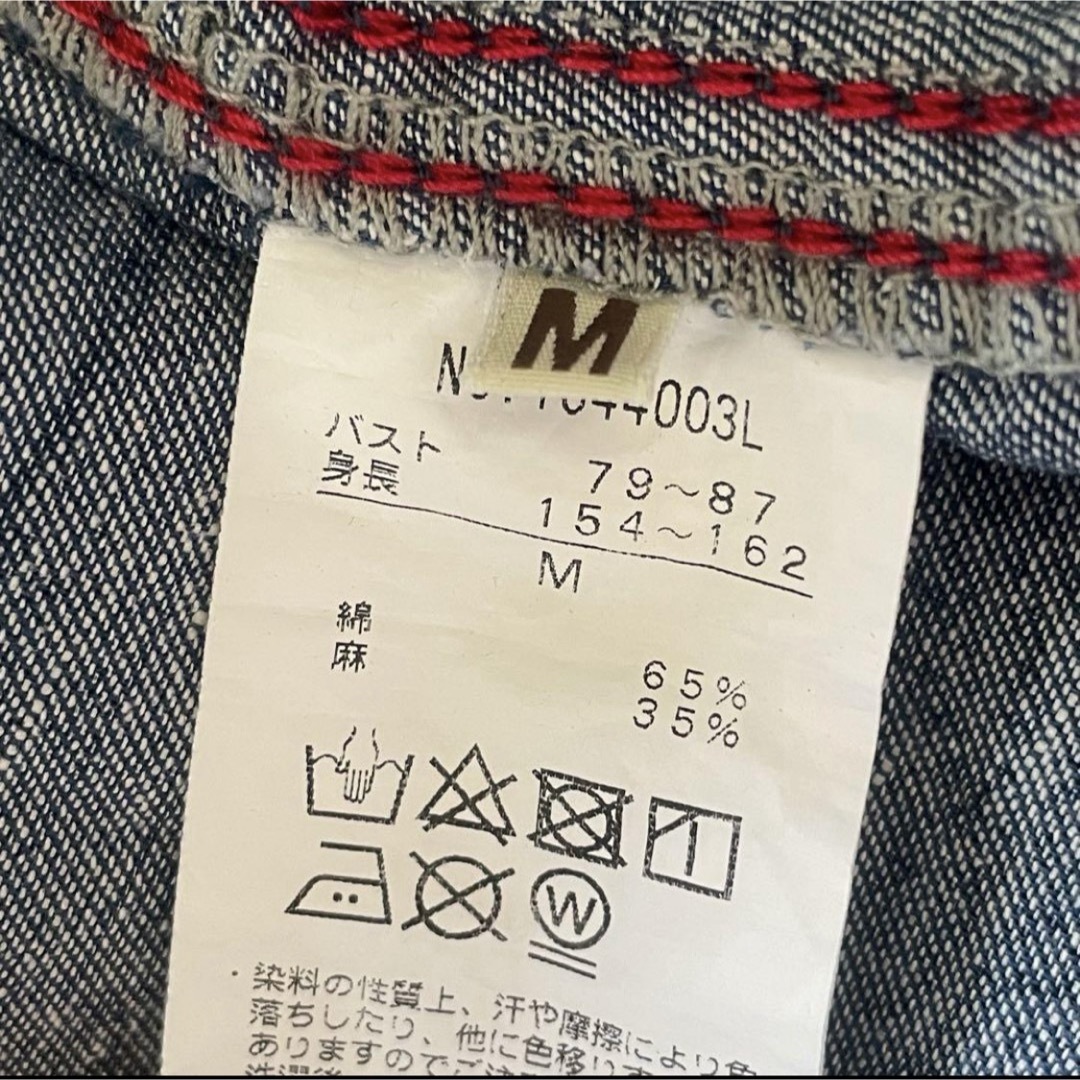 M
003L
バスト 79～87
身長 154～162
M
綿 65%
麻 35%
W
・染料の性質上、汗や摩擦により色
落ちしたり、他に色移り
ありますのでご